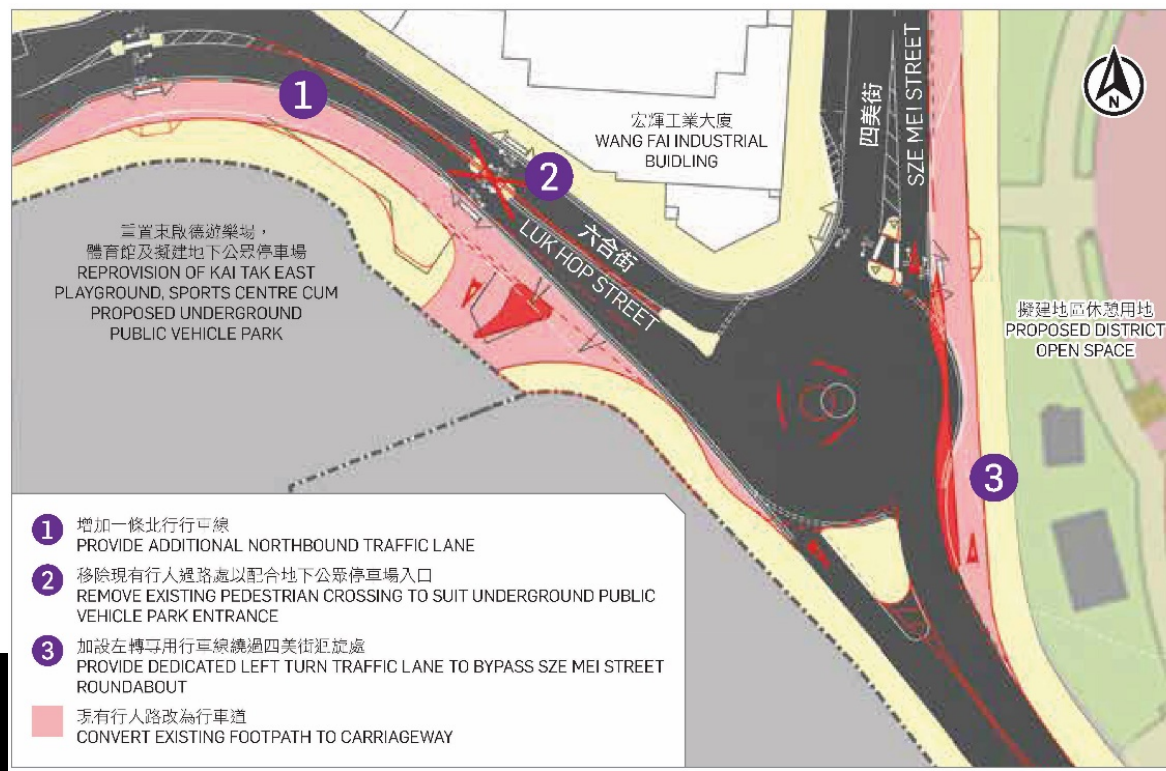 1
2
3
宏輝工業大廈
WANG FAI INDUSTRIAL
BUIDLING
四美街
SZE MEI STREET
N
六合街
LUK HOP STREET
重置東啟德遊樂場，
體育館及擬建地下公眾停車場
REPROVISION OF KAI TAK EAST
PLAYGROUND, SPORTS CENTRE CUM
PROPOSED UNDERGROUND
PUBLIC VEHICLE PARK
擬建地區休憩用地
PROPOSED DISTRICT
OPEN SPACE
1 增加一條北行行車線
PROVIDE ADDITIONAL NORTHBOUND TRAFFIC LANE
2 移除現有行人過路處以配合地下公眾停車場入口
REMOVE EXISTING PEDESTRIAN CROSSING TO SUIT UNDERGROUND PUBLIC
VEHICLE PARK ENTRANCE
3 加設左轉專用行車線繞過四美街迴旋處
PROVIDE DEDICATED LEFT TURN TRAFFIC LANE TO BYPASS SZE MEI STREET
ROUNDABOUT
現有行人路改為行車道
CONVERT EXISTING FOOTPATH TO CARRIAGEWAY